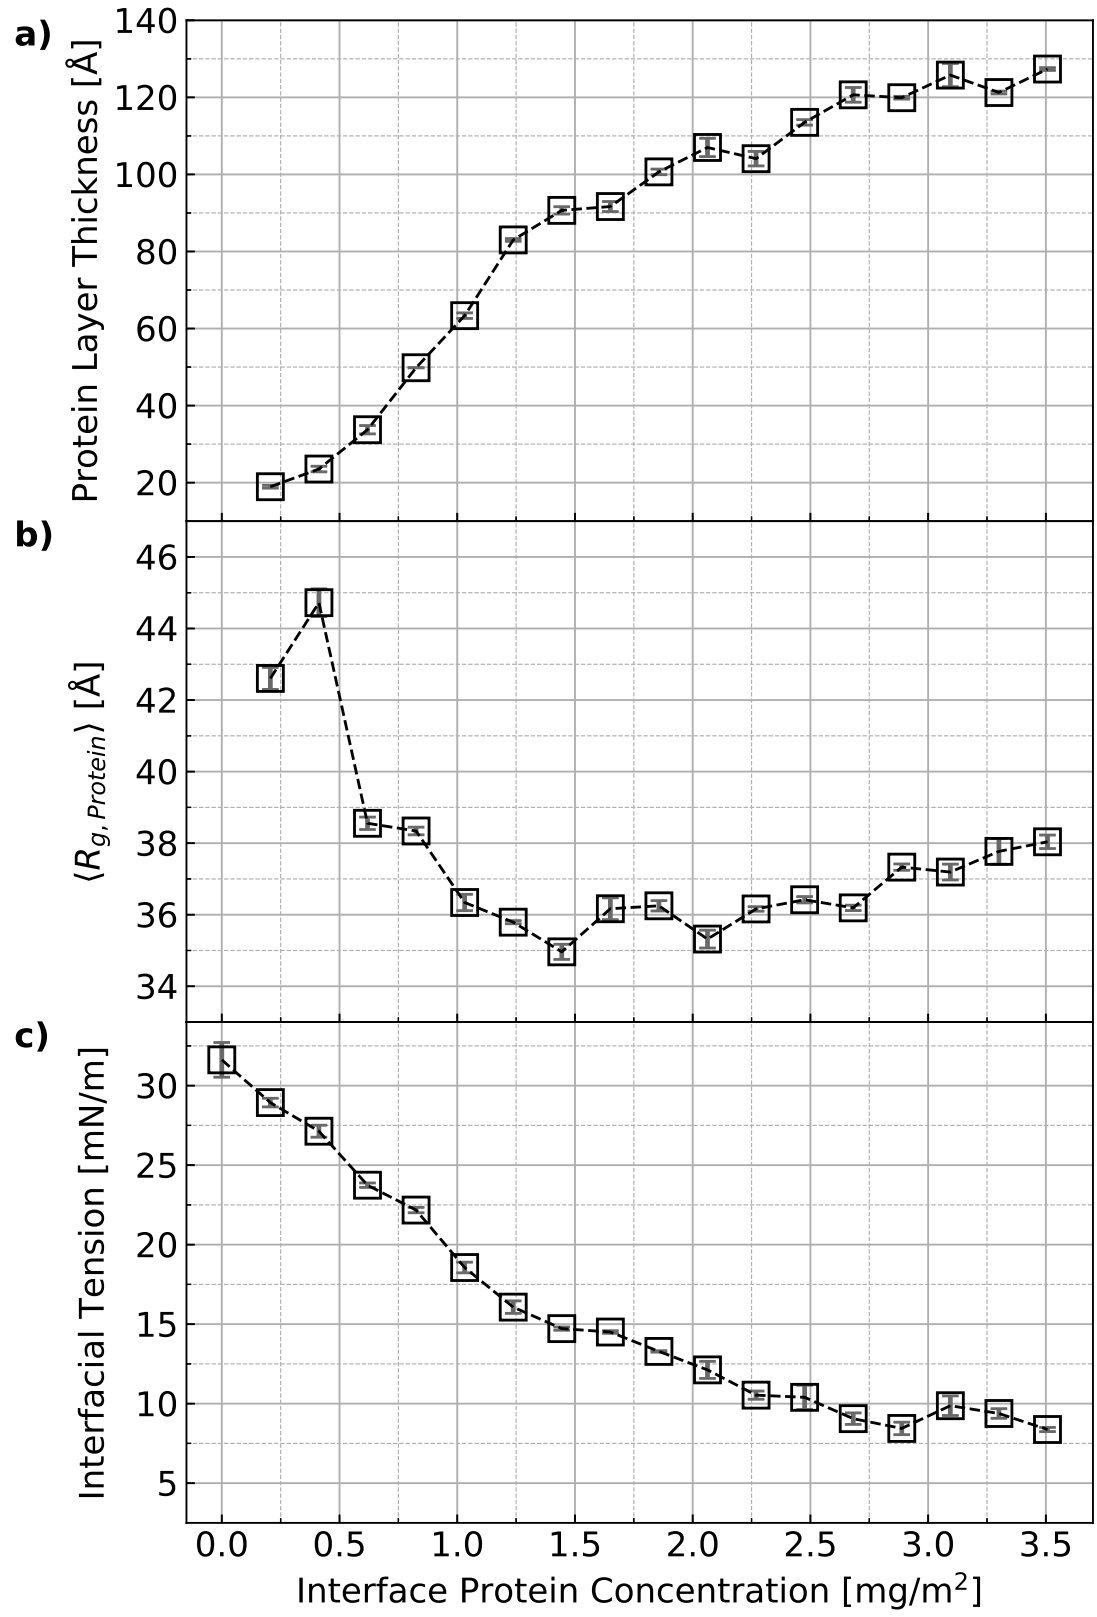 a)
Protein Layer Thickness [Å]
140
120
100
80
60
40
20
b)
⟨R_{g,Protein}⟩ [Å]
46
44
42
40
38
36
34
c)
Interfacial Tension [mN/m]
30
25
20
15
10
5
0.0 0.5 1.0 1.5 2.0 2.5 3.0 3.5
Interface Protein Concentration [mg/m²]